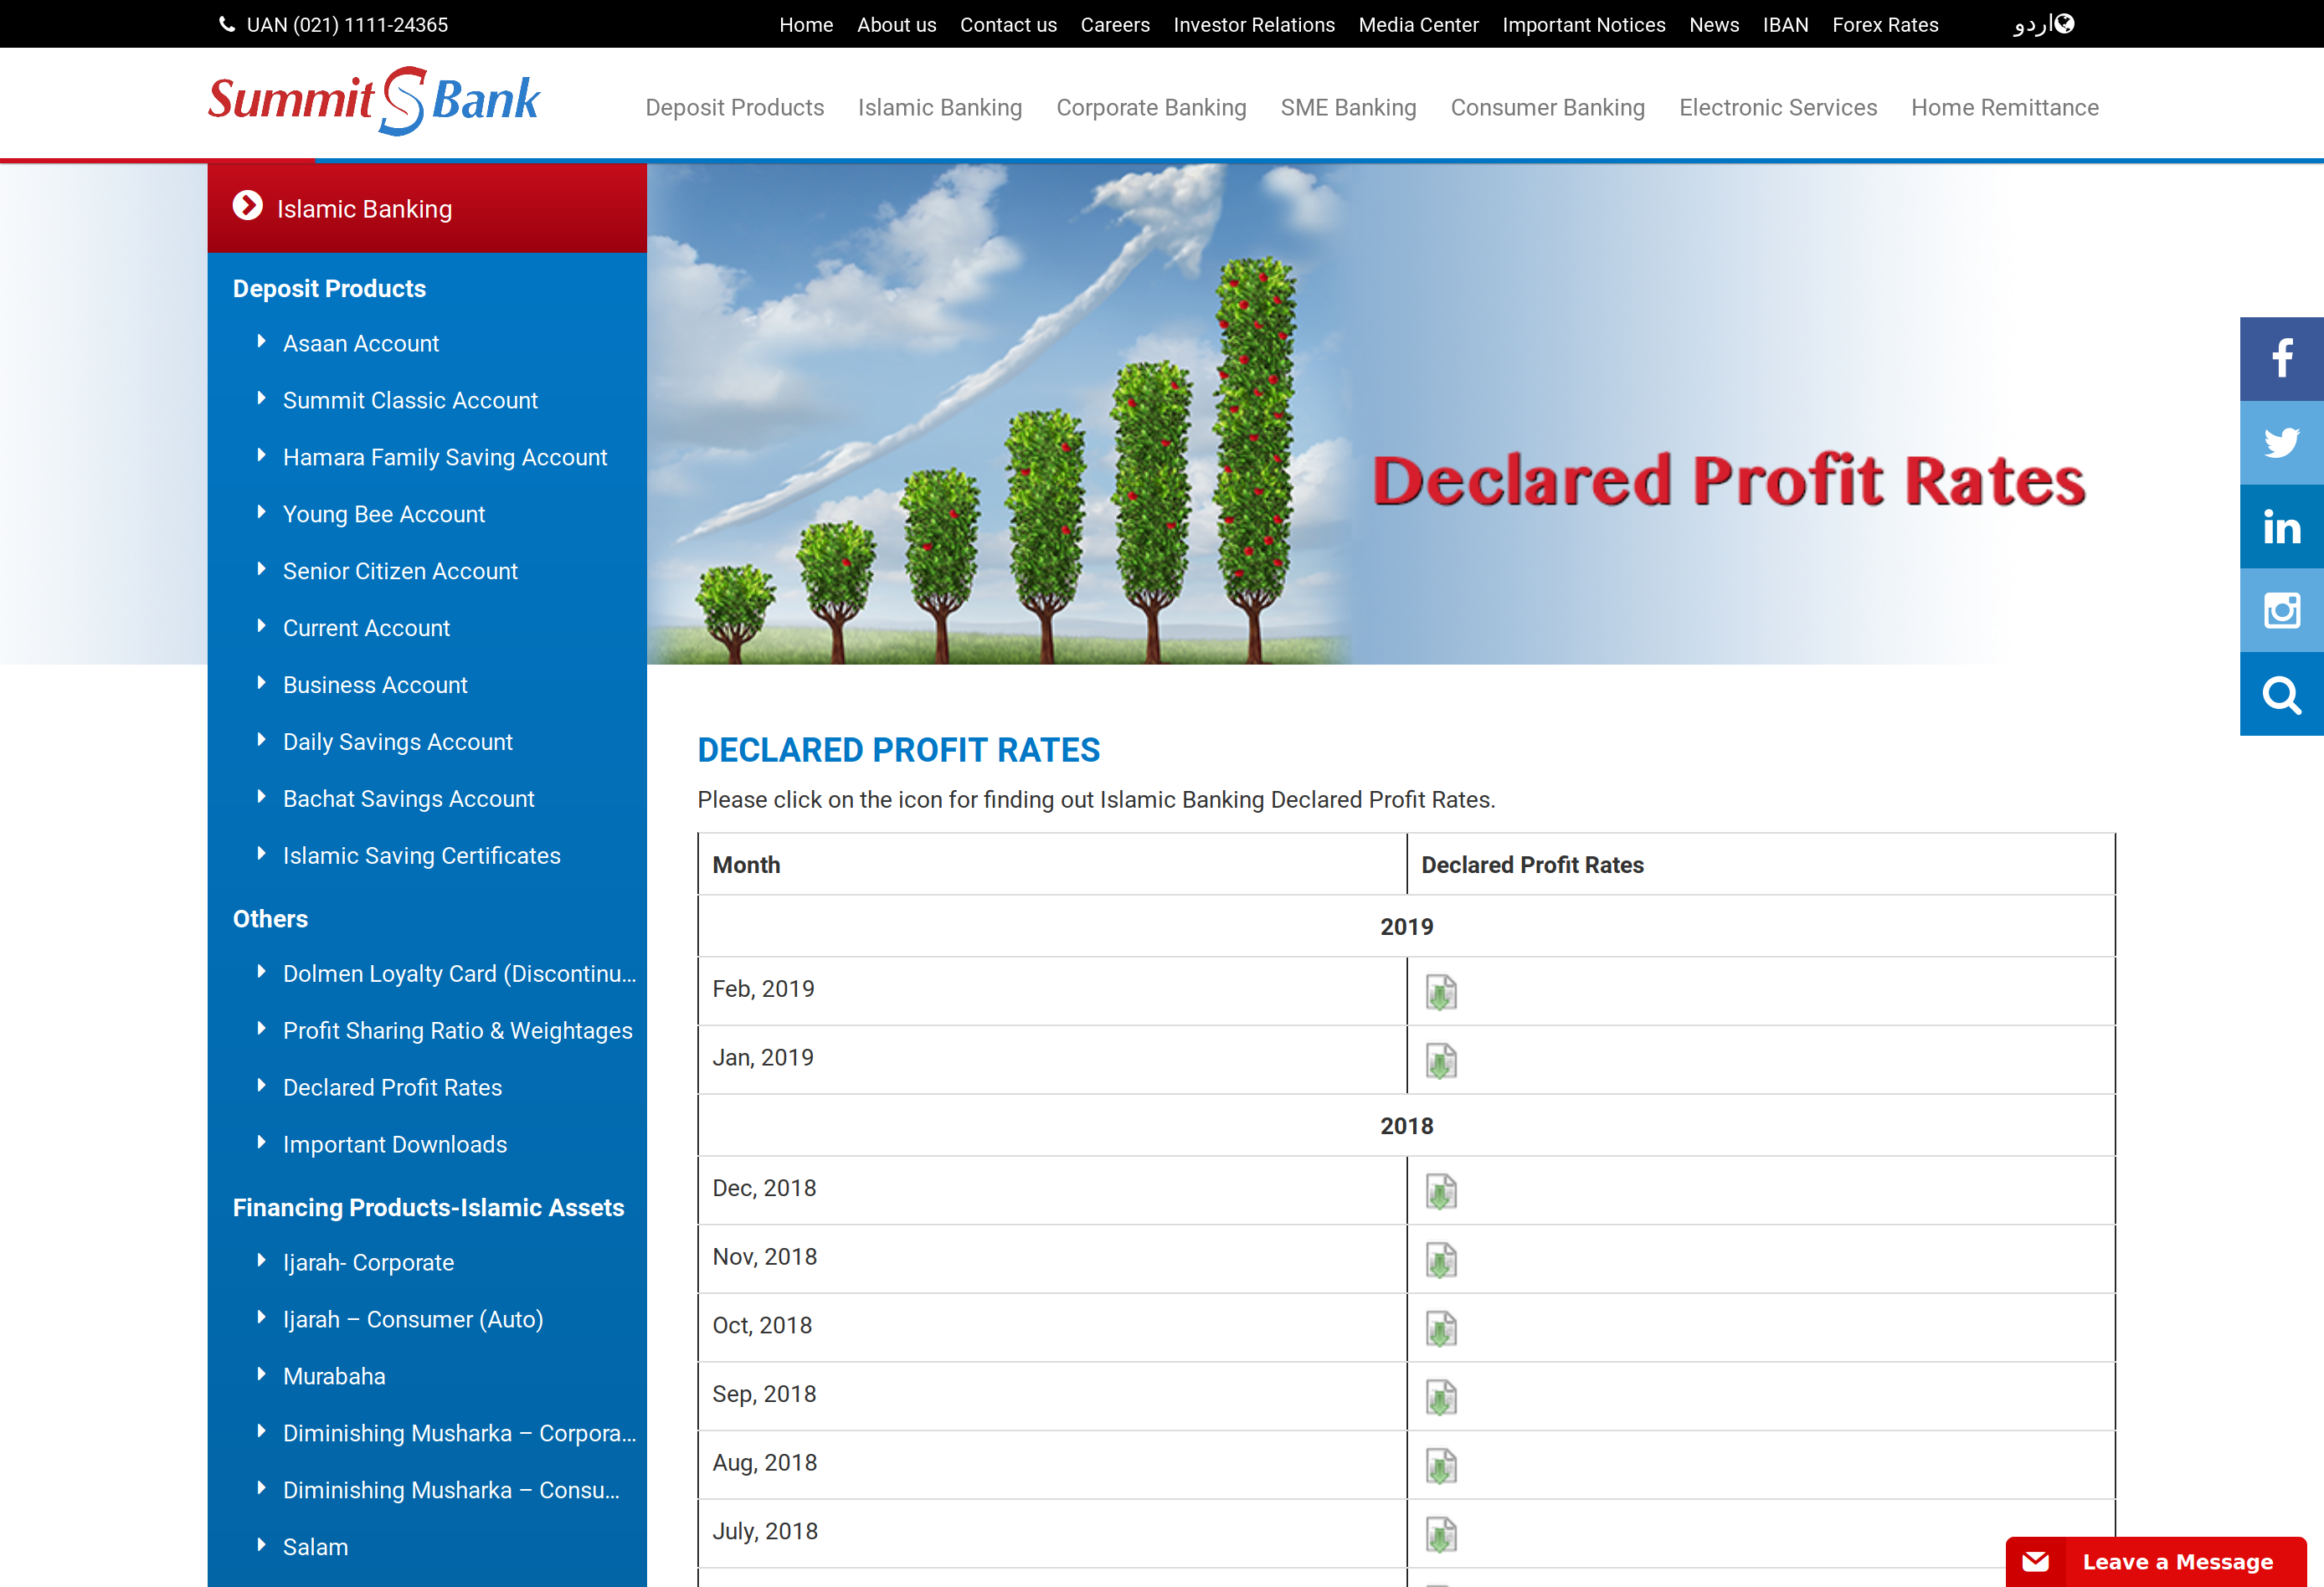 UAN (021) 1111-24365
Home About us Contact us Careers Investor Relations Media Center Important Notices News IBAN Forex Rates اردو
Summit S Bank
Deposit Products Islamic Banking Corporate Banking SME Banking Consumer Banking Electronic Services Home Remittance
Islamic Banking
Deposit Products
Asaan Account
Summit Classic Account
Hamara Family Saving Account
Young Bee Account
Senior Citizen Account
Current Account
Business Account
Daily Savings Account
Bachat Savings Account
Islamic Saving Certificates
Others
Dolmen Loyalty Card (Discontinu...
Profit Sharing Ratio & Weightages
Declared Profit Rates
Important Downloads
Financing Products-Islamic Assets
Ijarah- Corporate
Ijarah – Consumer (Auto)
Murabaha
Diminishing Musharka – Corpora...
Diminishing Musharka – Consu...
Salam
Declared Profit Rates
DECLARED PROFIT RATES
Please click on the icon for finding out Islamic Banking Declared Profit Rates.
Month Declared Profit Rates
2019
Feb, 2019
Jan, 2019
2018
Dec, 2018
Nov, 2018
Oct, 2018
Sep, 2018
Aug, 2018
July, 2018
Leave a Message